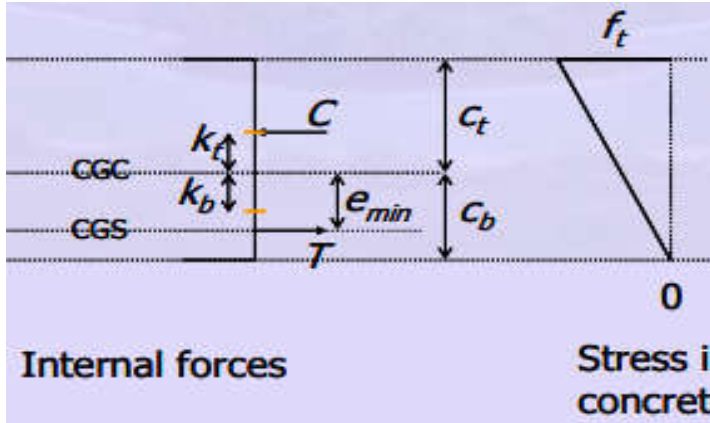 f_t
C
c_t
k_t
CGC
k_b
e_min
c_b
CGS
T
0
Internal forces
Stress i
concret